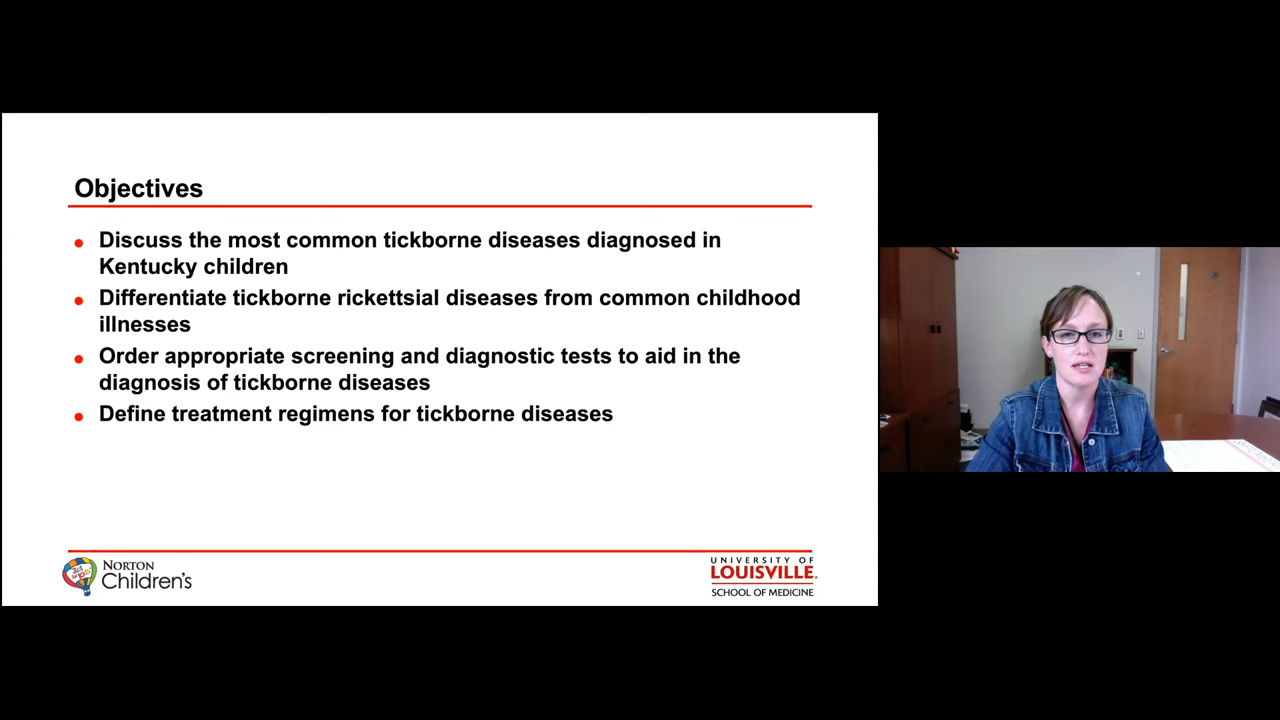 Objectives
Discuss the most common tickborne diseases diagnosed in
Kentucky children
Differentiate tickborne rickettsial diseases from common childhood
illnesses
Order appropriate screening and diagnostic tests to aid in the
diagnosis of tickborne diseases
Define treatment regimens for tickborne diseases
NORTON
Children's
UNIVERSITY OF
LOUISVILLE
SCHOOL OF MEDICINE